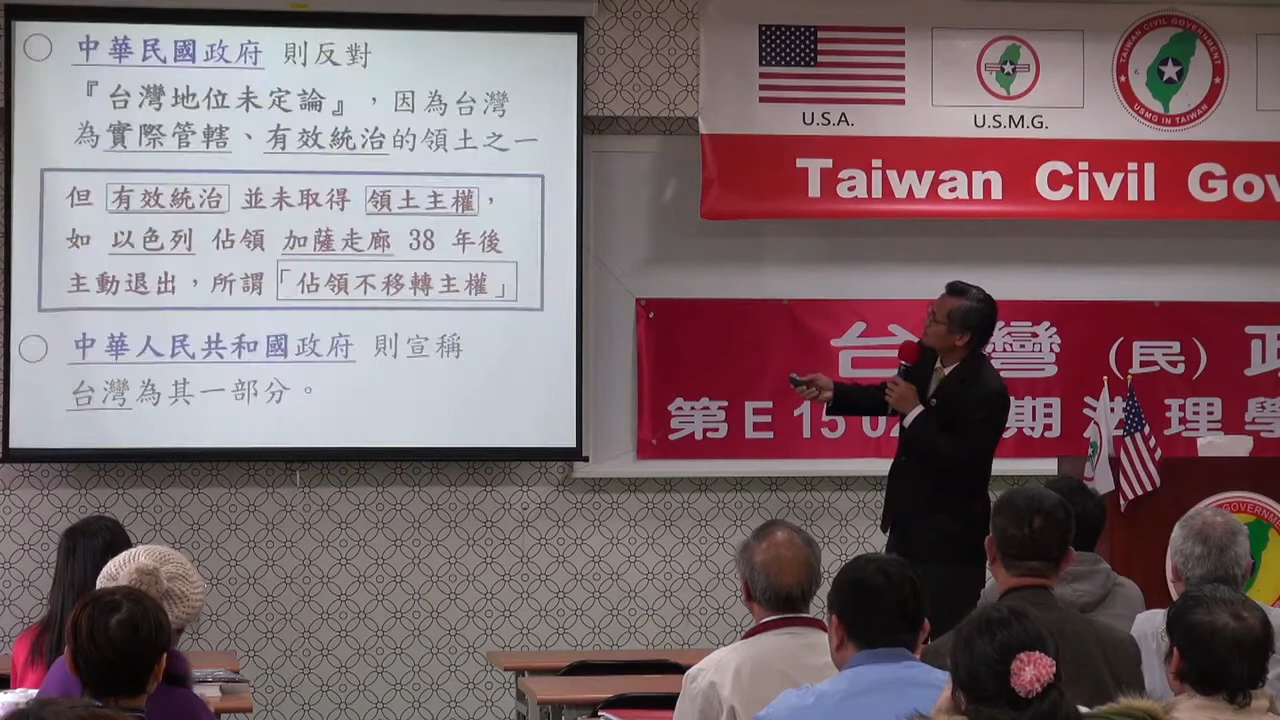 中華民國政府 則反對
『台灣地位未定論』，因為台灣
為實際管轄、有效統治的領土之一
但 有效統治 並未取得 領土主權，
如 以色列 佔領 加薩走廊 38 年後
主動退出，所謂「佔領不移轉主權」
中華人民共和國政府 則宣稱
台灣為其一部分。
U.S.A.
U.S.M.G.
TAIWAN CIVIL GOVERNMENT
USMG IN TAIWAN
Taiwan Civil Gov
台灣（民）政
第 E 15 0
期 法理學
GOVERNM